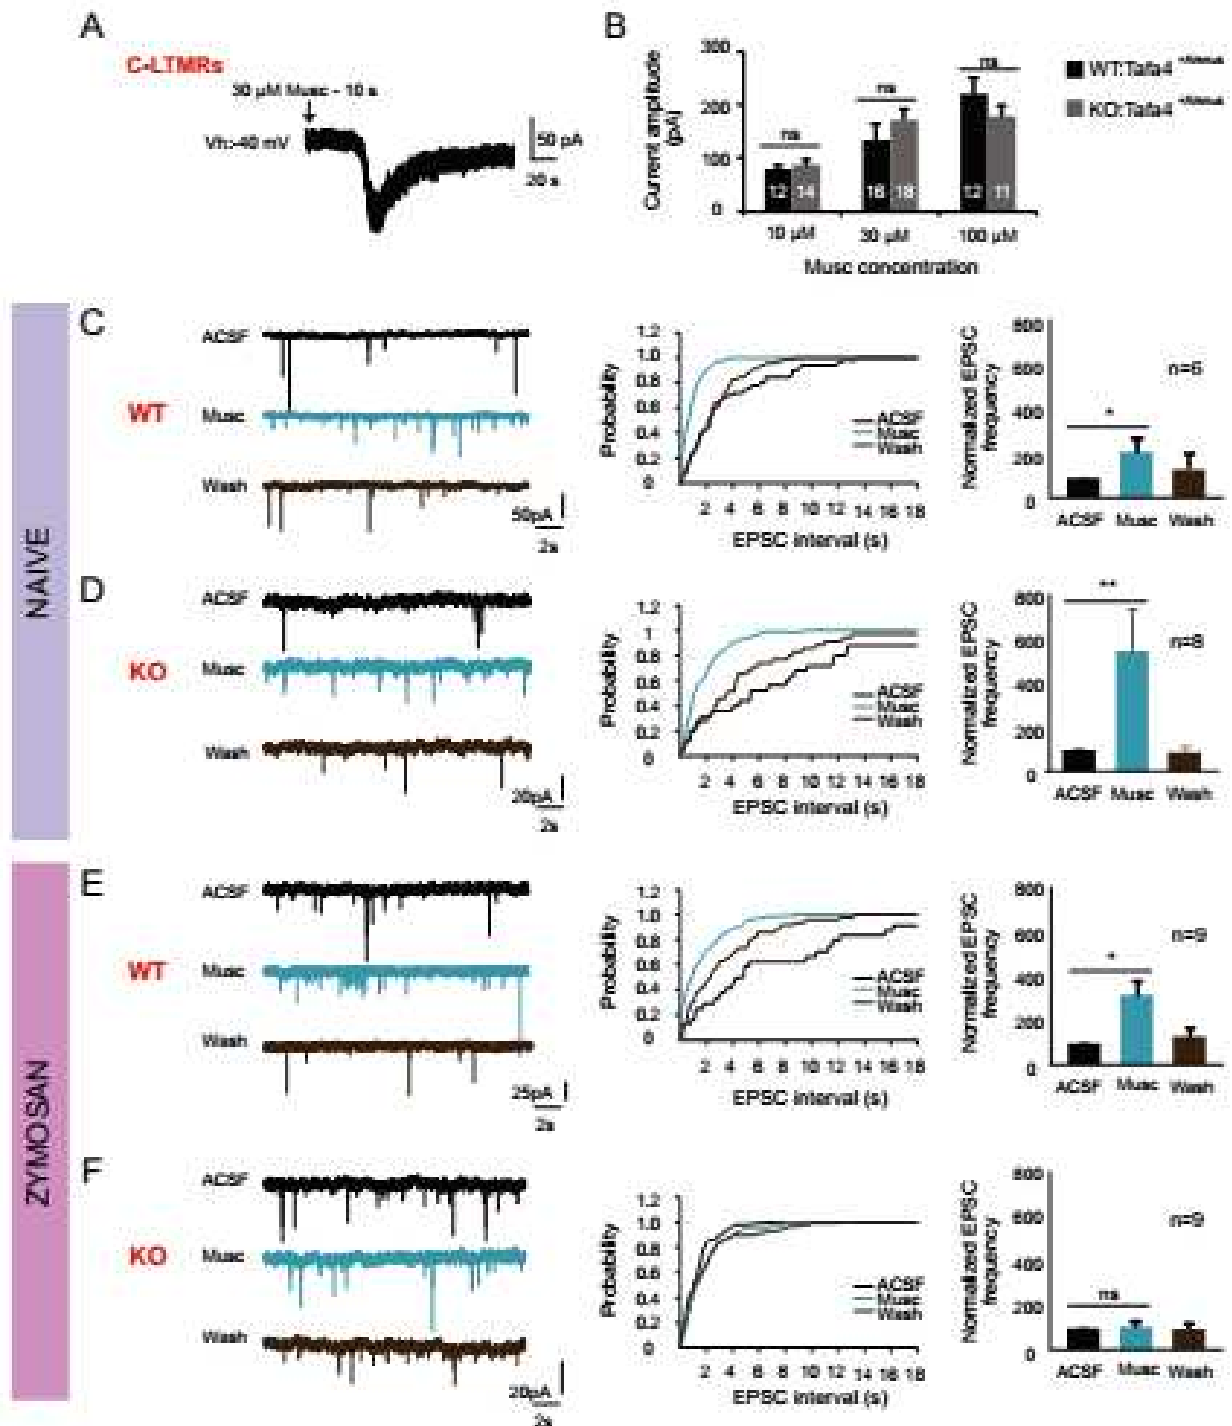 A
C-LTMRs
30 µM Musc - 10 s
Vh:-40 mV
50 pA
20 s
B
Current amplitude
(pA)
300
200
100
0
ns
ns
ns
12 14
16 18
12 11
10 µM
30 µM
100 µM
Musc concentration
WT:Tafa4
KO:Tafa4
NAIVE
C
WT
ACSF
Musc
Wash
50pA
2s
Probability
1.2
1.0
0.8
0.6
0.4
0.2
0
ACSF
Musc
Wash
2 4 6 8 10 12 14 16 18
EPSC interval (s)
Normalized EPSC
frequency
800
600
400
200
0
n=6
*
ACSF Musc Wash
D
KO
ACSF
Musc
Wash
20pA
2s
Probability
1.2
1
0.8
0.6
0.4
0.2
0
ACSF
Musc
Wash
2 4 6 8 10 12 14 16 18
EPSC interval (s)
Normalized EPSC
frequency
800
600
400
200
0
**
n=8
ACSF Musc Wash
ZYMOSAN
E
WT
ACSF
Musc
Wash
25pA
2s
Probability
1.2
1.0
0.8
0.6
0.4
0.2
0
ACSF
Musc
Wash
2 4 6 8 10 12 14 16 18
EPSC interval (s)
Normalized EPSC
frequency
800
600
400
200
0
n=9
*
ACSF Musc Wash
F
KO
ACSF
Musc
Wash
20pA
2s
Probability
1.2
1.0
0.8
0.6
0.4
0.2
0
ACSF
Musc
Wash
2 4 6 8 10 12 14 16 18
EPSC interval (s)
Normalized EPSC
frequency
800
600
400
200
0
n=9
ns
ACSF Musc Wash